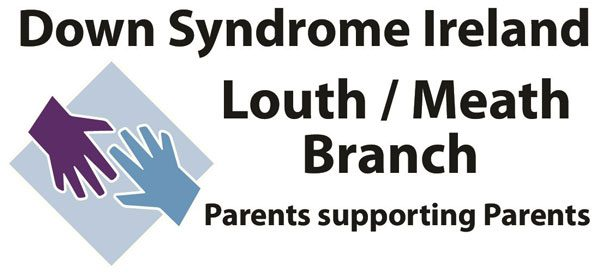 Down Syndrome Ireland
Louth / Meath
Branch
Parents supporting Parents